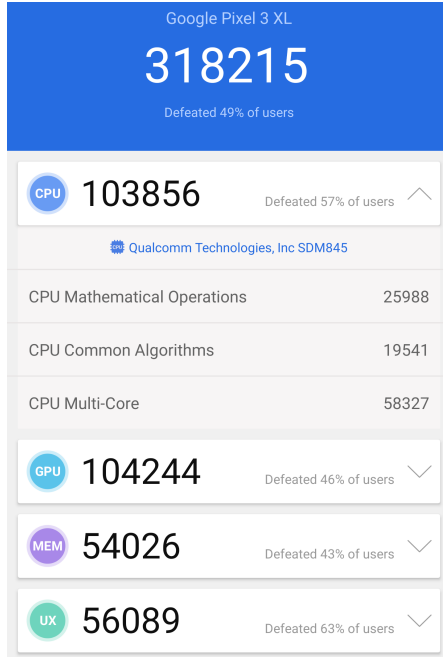 Google Pixel 3 XL
318215
Defeated 49% of users
CPU 103856 Defeated 57% of users
CPU Qualcomm Technologies, Inc SDM845
CPU Mathematical Operations 25988
CPU Common Algorithms 19541
CPU Multi-Core 58327
GPU 104244 Defeated 46% of users
MEM 54026 Defeated 43% of users
UX 56089 Defeated 63% of users